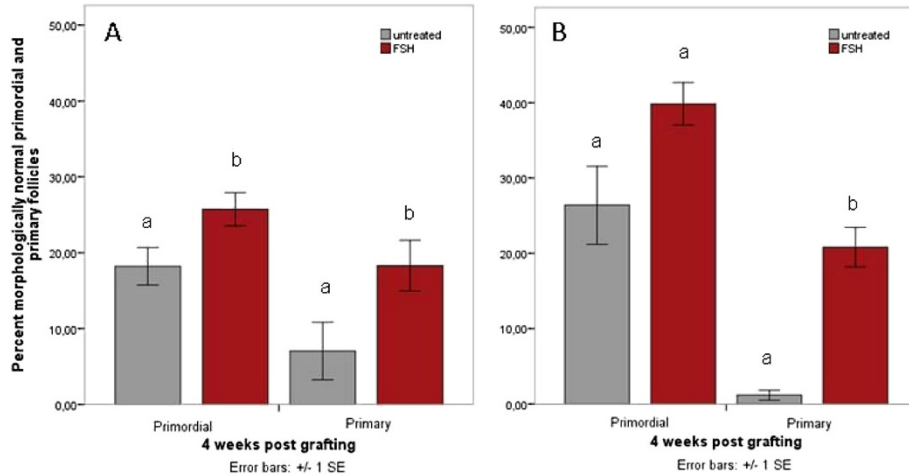 Percent morphologically normal primordial and
primary follicles
A
untreated
FSH
50,00
40,00
30,00
20,00
10,00
0,00
a
b
a
b
Primordial
Primary
4 weeks post grafting
Error bars: +/- 1 SE
B
untreated
FSH
50,00
40,00
30,00
20,00
10,00
0,00
a
a
a
b
Primordial
Primary
4 weeks post grafting
Error bars: +/- 1 SE